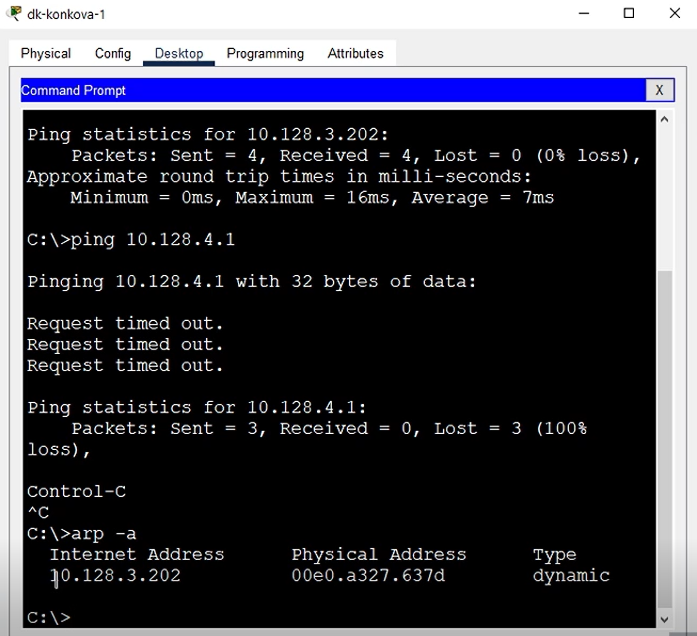 dk-konkova-1
Physical Config Desktop Programming Attributes
Command Prompt X
Ping statistics for 10.128.3.202:
Packets: Sent = 4, Received = 4, Lost = 0 (0% loss),
Approximate round trip times in milli-seconds:
Minimum = 0ms, Maximum = 16ms, Average = 7ms
C:\>ping 10.128.4.1
Pinging 10.128.4.1 with 32 bytes of data:
Request timed out.
Request timed out.
Request timed out.
Ping statistics for 10.128.4.1:
Packets: Sent = 3, Received = 0, Lost = 3 (100%
loss),
Control-C
^C
C:\>arp -a
Internet Address Physical Address Type
10.128.3.202 00e0.a327.637d dynamic
C:\>